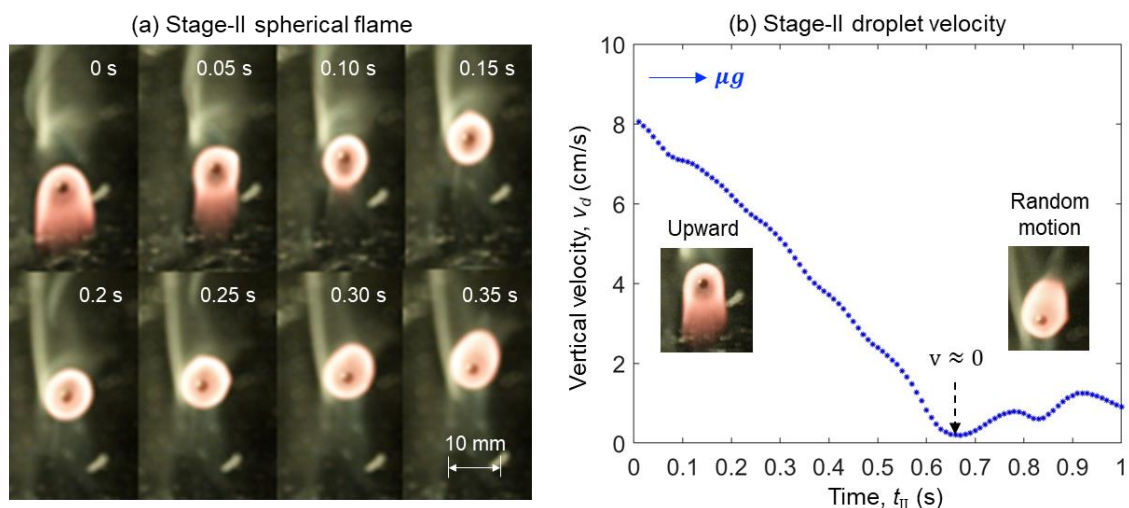 (a) Stage-II spherical flame
0 s
0.05 s
0.10 s
0.15 s
0.2 s
0.25 s
0.30 s
0.35 s
10 mm
(b) Stage-II droplet velocity
10
8
6
4
2
0
Vertical velocity, v_d (cm/s)
μg
Upward
Random
motion
v ≈ 0
0 0.1 0.2 0.3 0.4 0.5 0.6 0.7 0.8 0.9 1
Time, t_II (s)